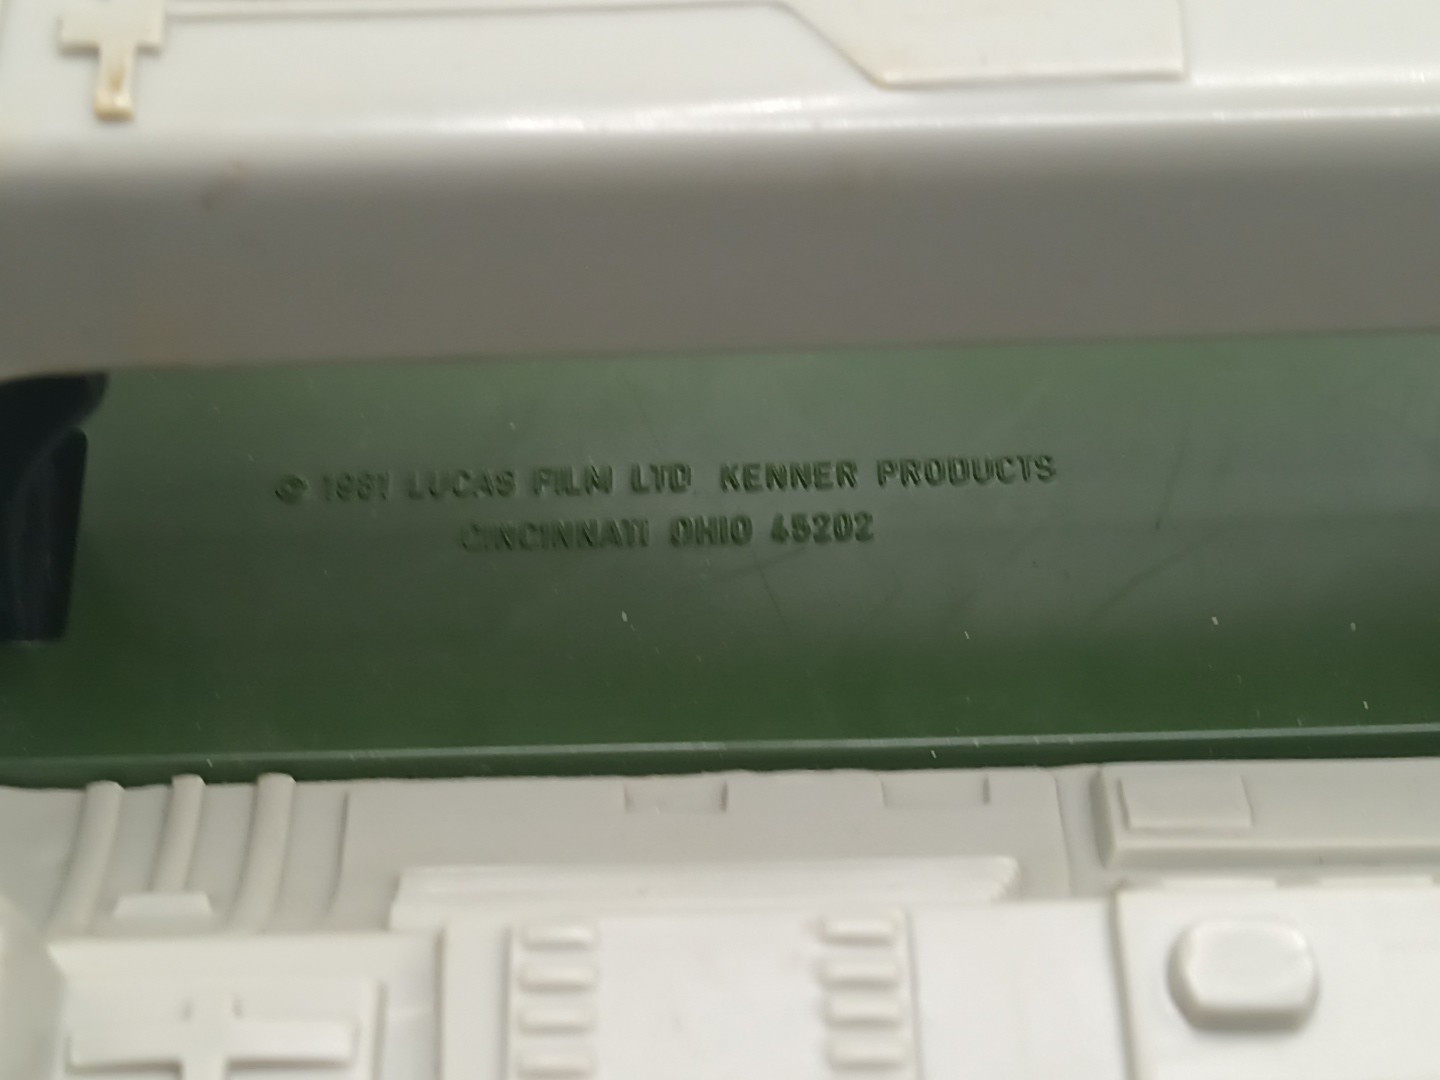 © 1981 LUCAS FILM LTD KENNER PRODUCTS
CINCINNATI OHIO 45202